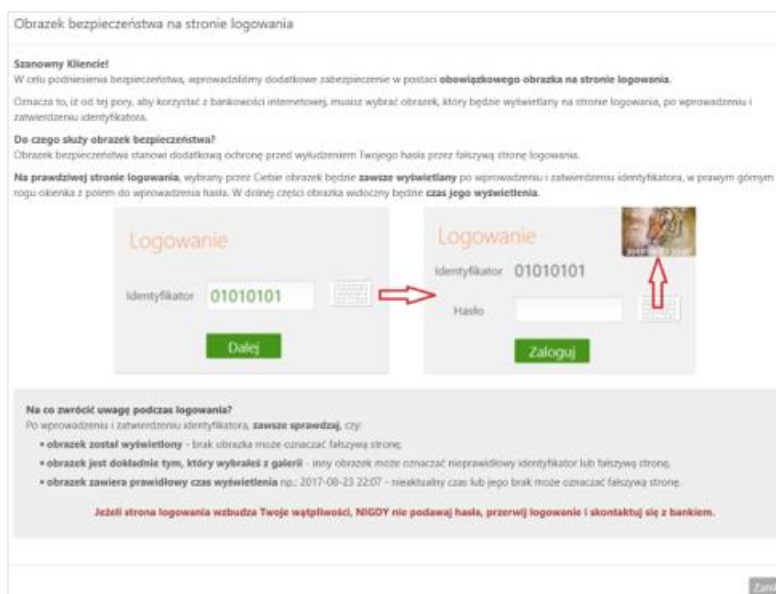 Obrazek bezpieczeństwa na stronie logowania
Szanowny Kliencie!
W celu podniesienia bezpieczeństwa, wprowadziliśmy dodatkowe zabezpieczenie w postaci obowiązkowego obrazka na stronie logowania.
Oznacza to, iż od tej pory, aby korzystać z bankowości internetowej, musisz wybrać obrazek, który będzie wyświetlany na stronie logowania, po wprowadzeniu i
zatwierdzeniu identyfikatora.
Do czego służy obrazek bezpieczeństwa?
Obrazek bezpieczeństwa stanowi dodatkową ochronę przed wyłudzeniem Twojego hasła przez fałszywą stronę logowania.
Na prawdziwej stronie logowania, wybrany przez Ciebie obrazek będzie zawsze wyświetlany po wprowadzeniu i zatwierdzeniu identyfikatora, w prawym górnym
rogu okienka z polem do wprowadzenia hasła. W dolnej części obrazka widoczny będzie czas jego wyświetlenia.
Logowanie
Identyfikator 01010101
Dalej
Logowanie
Identyfikator 01010101
Hasło
Zaloguj
Na co zwrócić uwagę podczas logowania?
Po wprowadzeniu i zatwierdzeniu identyfikatora, zawsze sprawdzaj, czy:
• obrazek został wyświetlony - brak obrazka może oznaczać fałszywą stronę,
• obrazek jest dokładnie tym, który wybrałeś z galerii - inny obrazek może oznaczać nieprawidłowy identyfikator lub fałszywą stronę,
• obrazek zawiera prawidłowy czas wyświetlenia np.: 2017-08-23 22:07 - nieaktualny czas lub jego brak może oznaczać fałszywą stronę.
Jeżeli strona logowania wzbudza Twoje wątpliwości, NIGDY nie podawaj hasła, przerwij logowanie i skontaktuj się z bankiem.